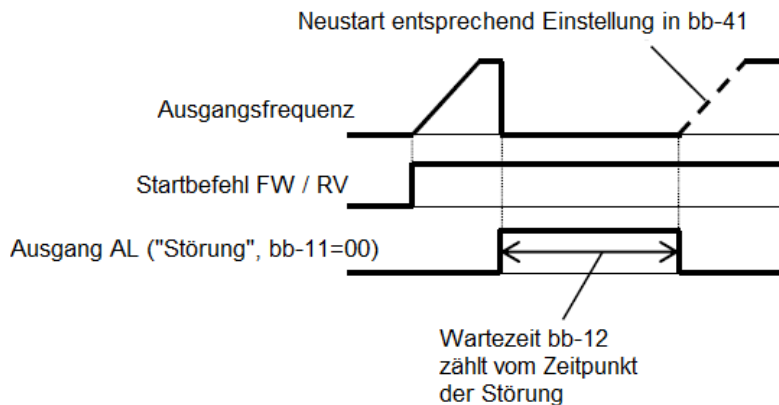 Neustart entsprechend Einstellung in bb-41
Ausgangsfrequenz
Startbefehl FW / RV
Ausgang AL ("Störung", bb-11=00)
Wartezeit bb-12
zählt vom Zeitpunkt
der Störung